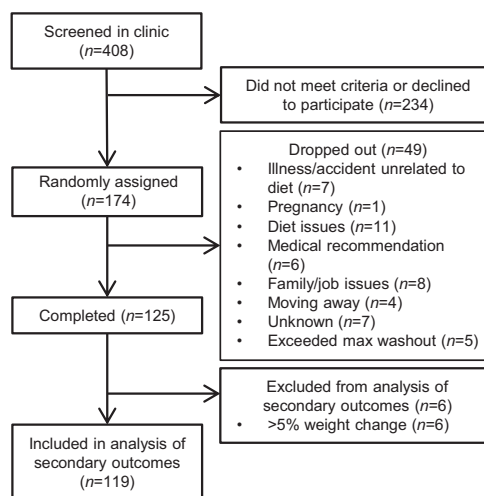 Screened in clinic
(n=408)
Did not meet criteria or declined
to participate (n=234)
Dropped out (n=49)
• Illness/accident unrelated to
diet (n=7)
• Pregnancy (n=1)
• Diet issues (n=11)
• Medical recommendation
(n=6)
• Family/job issues (n=8)
• Moving away (n=4)
• Unknown (n=7)
• Exceeded max washout (n=5)
Randomly assigned
(n=174)
Completed (n=125)
Excluded from analysis of
secondary outcomes (n=6)
• >5% weight change (n=6)
Included in analysis of
secondary outcomes
(n=119)